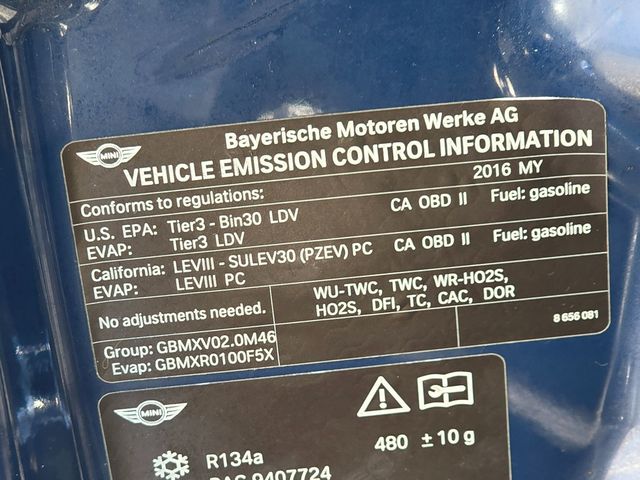 MINI
Bayerische Motoren Werke AG
VEHICLE EMISSION CONTROL INFORMATION
Conforms to regulations: 2016 MY
U.S. EPA: Tier3 - Bin30 LDV CA OBD II Fuel: gasoline
EVAP: Tier3 LDV
California: LEVIII - SULEV30 (PZEV) PC CA OBD II Fuel: gasoline
EVAP: LEVIII PC
No adjustments needed. WU-TWC, TWC, WR-HO2S,
HO2S, DFI, TC, CAC, DOR
Group: GBMXV02.0M46
Evap: GBMXR0100F5X
8 656 081
MINI
R134a 480 ±10 g
PAG 9407724